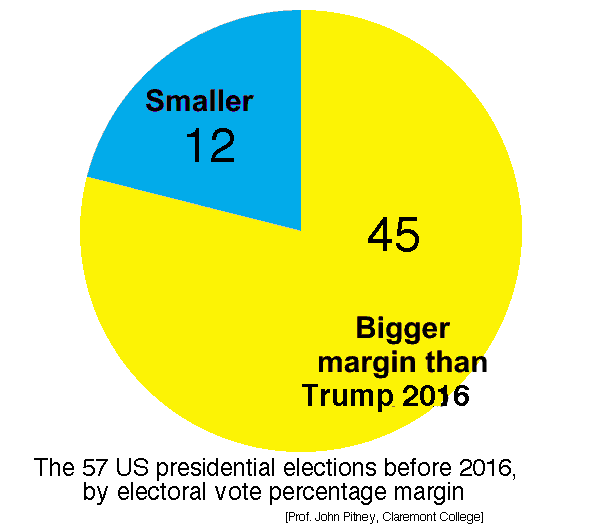 Smaller
12
45
Bigger
margin than
Trump 2016
The 57 US presidential elections before 2016,
by electoral vote percentage margin
[Prof. John Pitney, Claremont College]